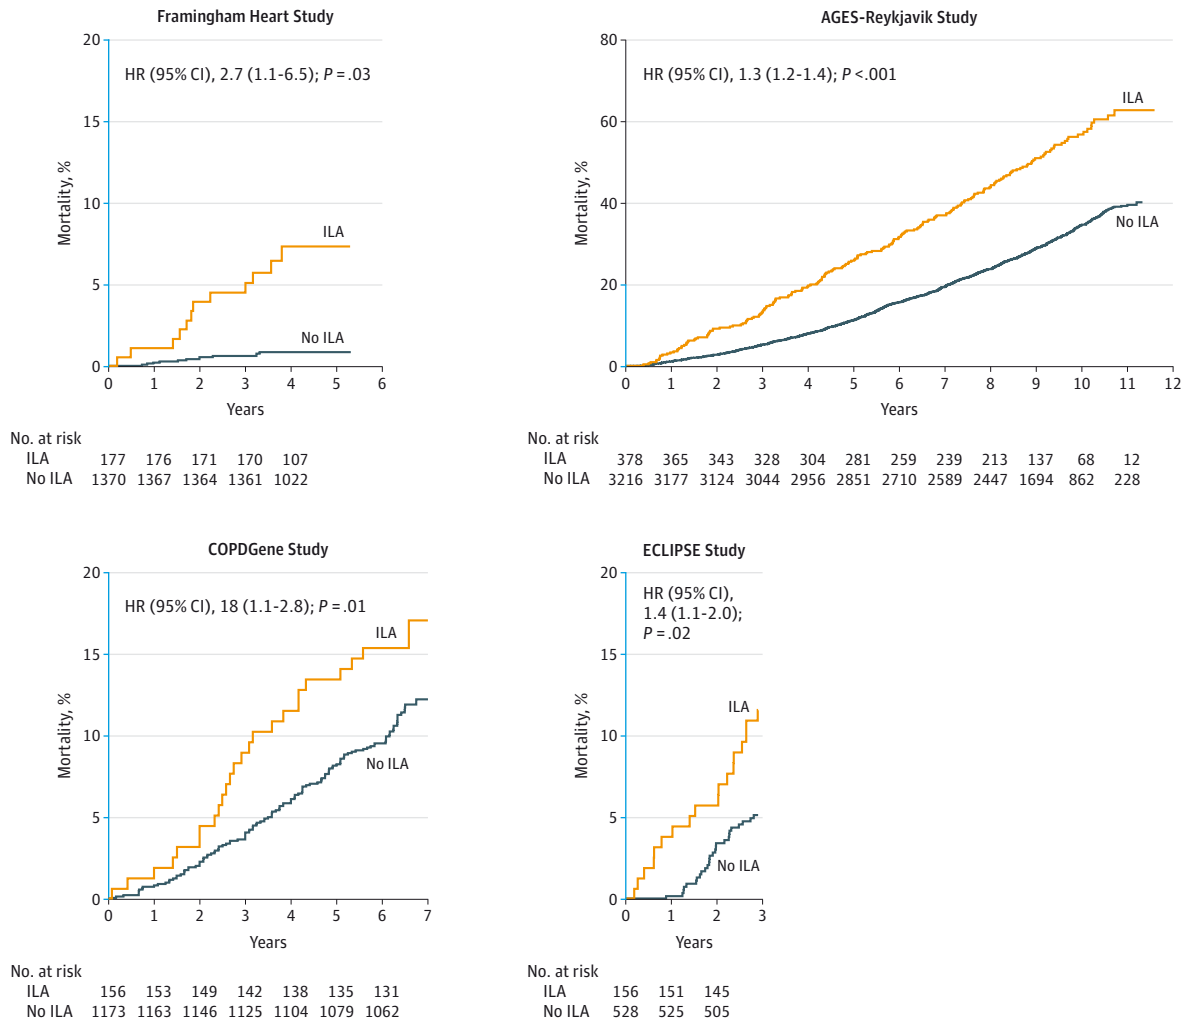 Framingham Heart Study
20
15
10
5
0
Mortality, %
HR (95% CI), 2.7 (1.1-6.5); P = .03
ILA
No ILA
0 1 2 3 4 5 6
Years
No. at risk
ILA 177 176 171 170 107
No ILA 1370 1367 1364 1361 1022
AGES-Reykjavik Study
80
60
40
20
0
Mortality, %
HR (95% CI), 1.3 (1.2-1.4); P <.001
ILA
No ILA
0 1 2 3 4 5 6 7 8 9 10 11 12
Years
No. at risk
ILA 378 365 343 328 304 281 259 239 213 137 68 12
No ILA 3216 3177 3124 3044 2956 2851 2710 2589 2447 1694 862 228
COPDGene Study
20
15
10
5
0
Mortality, %
HR (95% CI), 18 (1.1-2.8); P = .01
ILA
No ILA
0 1 2 3 4 5 6 7
Years
No. at risk
ILA 156 153 149 142 138 135 131
No ILA 1173 1163 1146 1125 1104 1079 1062
ECLIPSE Study
20
15
10
5
0
Mortality, %
HR (95% CI),
1.4 (1.1-2.0);
P = .02
ILA
No ILA
0 1 2 3
Years
No. at risk
ILA 156 151 145
No ILA 528 525 505